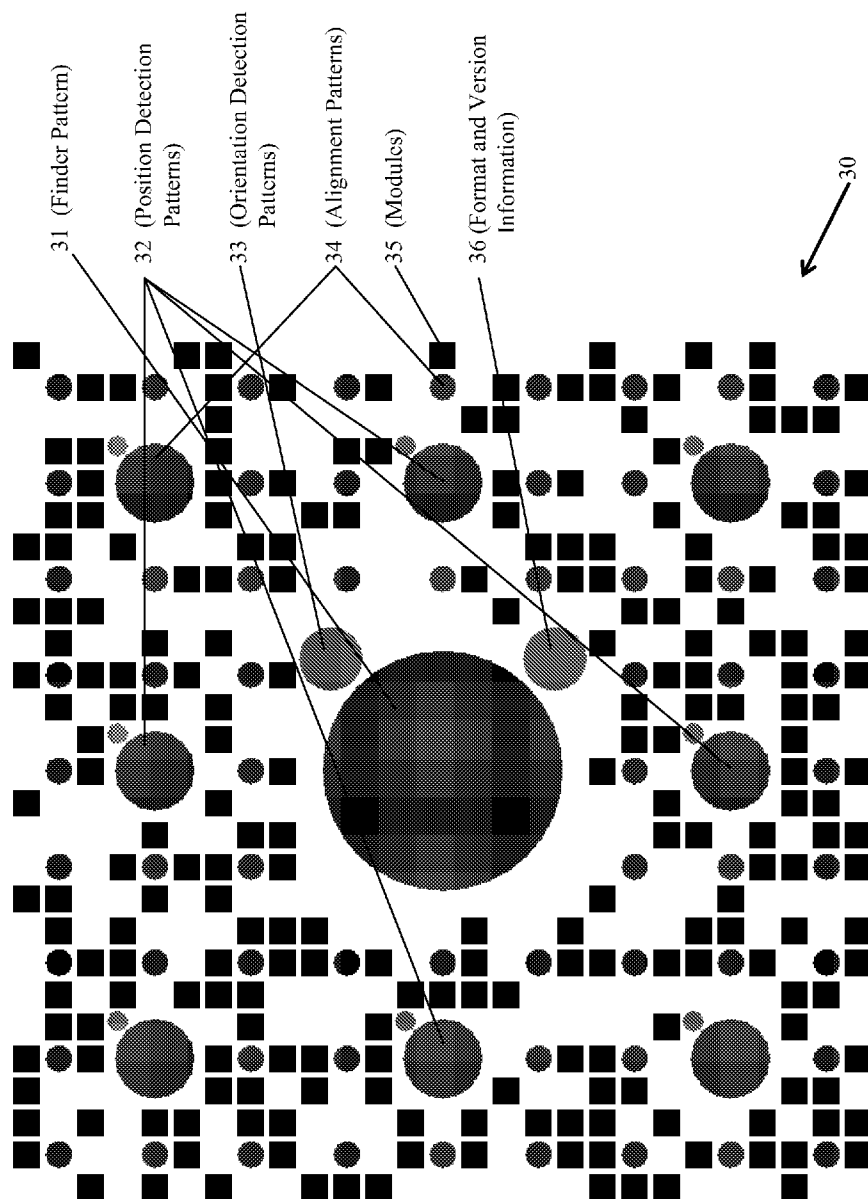 31 (Finder Pattern)
32 (Position Detection
Patterns)
33 (Orientation Detection
Patterns)
34 (Alignment Patterns)
35 (Modules)
36 (Format and Version
Information)
30